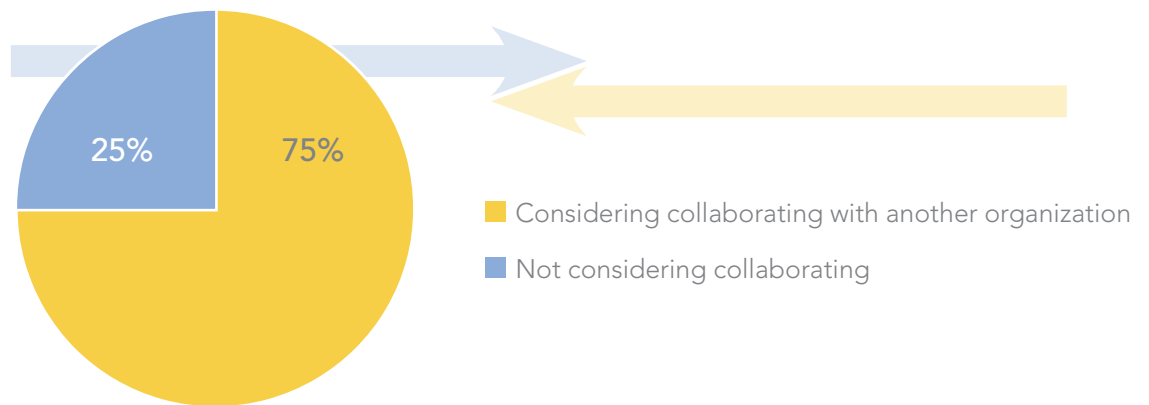 25%
75%
Considering collaborating with another organization
Not considering collaborating